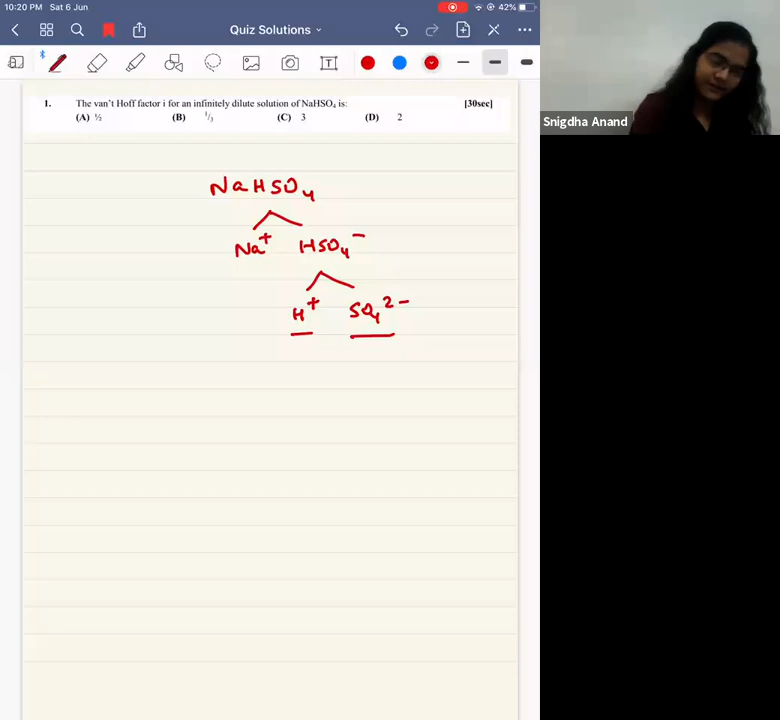 10:20 PM Sat 6 Jun 42%
Quiz Solutions
T
1. The van't Hoff factor i for an infinitely dilute solution of NaHSO₄ is: [30sec]
(A) ½ (B) 1/3 (C) 3 (D) 2
NaHSO₄
Na⁺ HSO₄⁻
H⁺ SO₄²⁻
Snigdha Anand